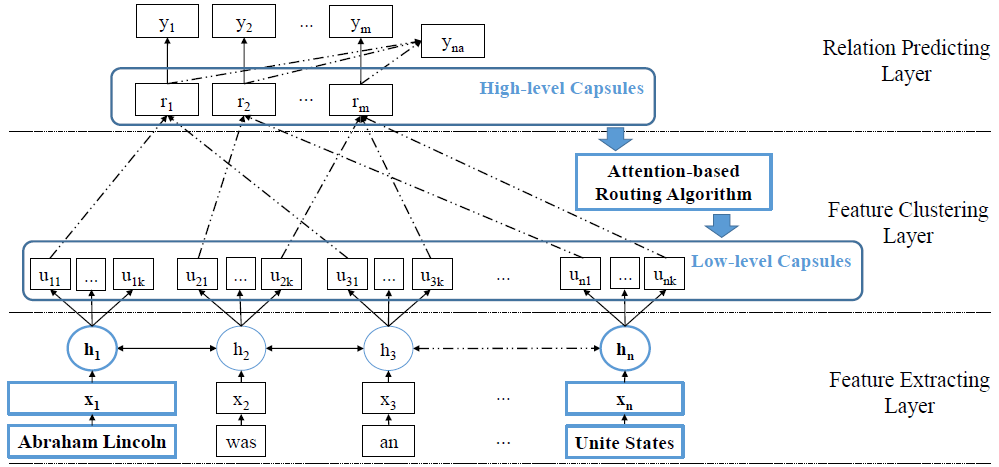 y1 y2 ... ym
yna
Relation Predicting
Layer
High-level Capsules
r1 r2 ... rm
Attention-based
Routing Algorithm
Feature Clustering
Layer
Low-level Capsules
u11 ... u1k u21 ... u2k u31 ... u3k ... un1 ... unk
h1 h2 h3 hn
Feature Extracting
Layer
x1 x2 x3 ... xn
Abraham Lincoln was an ... Unite States